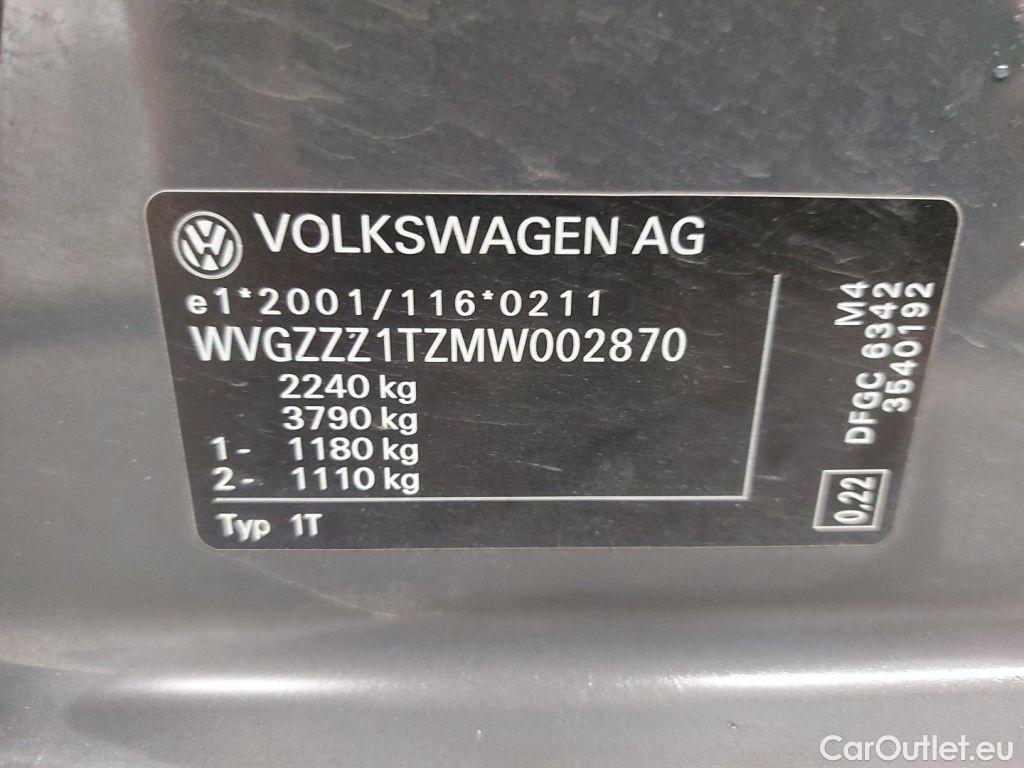 VOLKSWAGEN AG
e1*2001/116*0211
WVGZZZ1TZMW002870
2240 kg
3790 kg
1- 1180 kg
2- 1110 kg
Typ 1T
M4
DFGC 6342
3540192
0,22
CarOutlet.eu